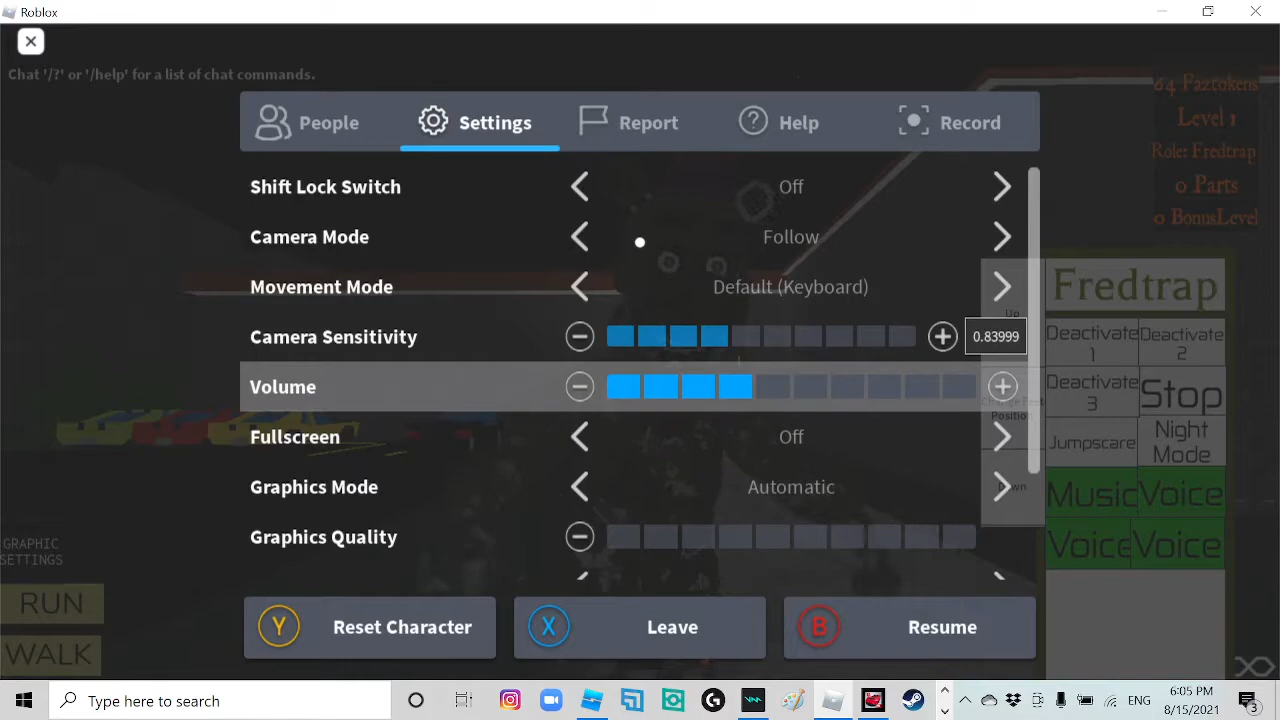 Roblox
Chat '/?' or '/help' for a list of chat commands.
64 Faztokens
Level 1
Role: Fredtrap
0 Parts
0 BonusLevel
People
Settings
Report
Help
Record
Shift Lock Switch Off
Camera Mode Follow
Movement Mode Default (Keyboard)
Camera Sensitivity 0.83999
Volume
Fullscreen Off
Graphics Mode Automatic
Graphics Quality
Up
Position
Down
Fredtrap
Deactivate 1
Deactivate 2
Deactivate 3
Stop
Jumpscare
Night Mode
Music
Voice
Voice
Voice
GRAPHIC
SETTINGS
RUN
WALK
Y Reset Character
X Leave
B Resume
Type here to search
ENG
6:05 PM
8/15/2021
3